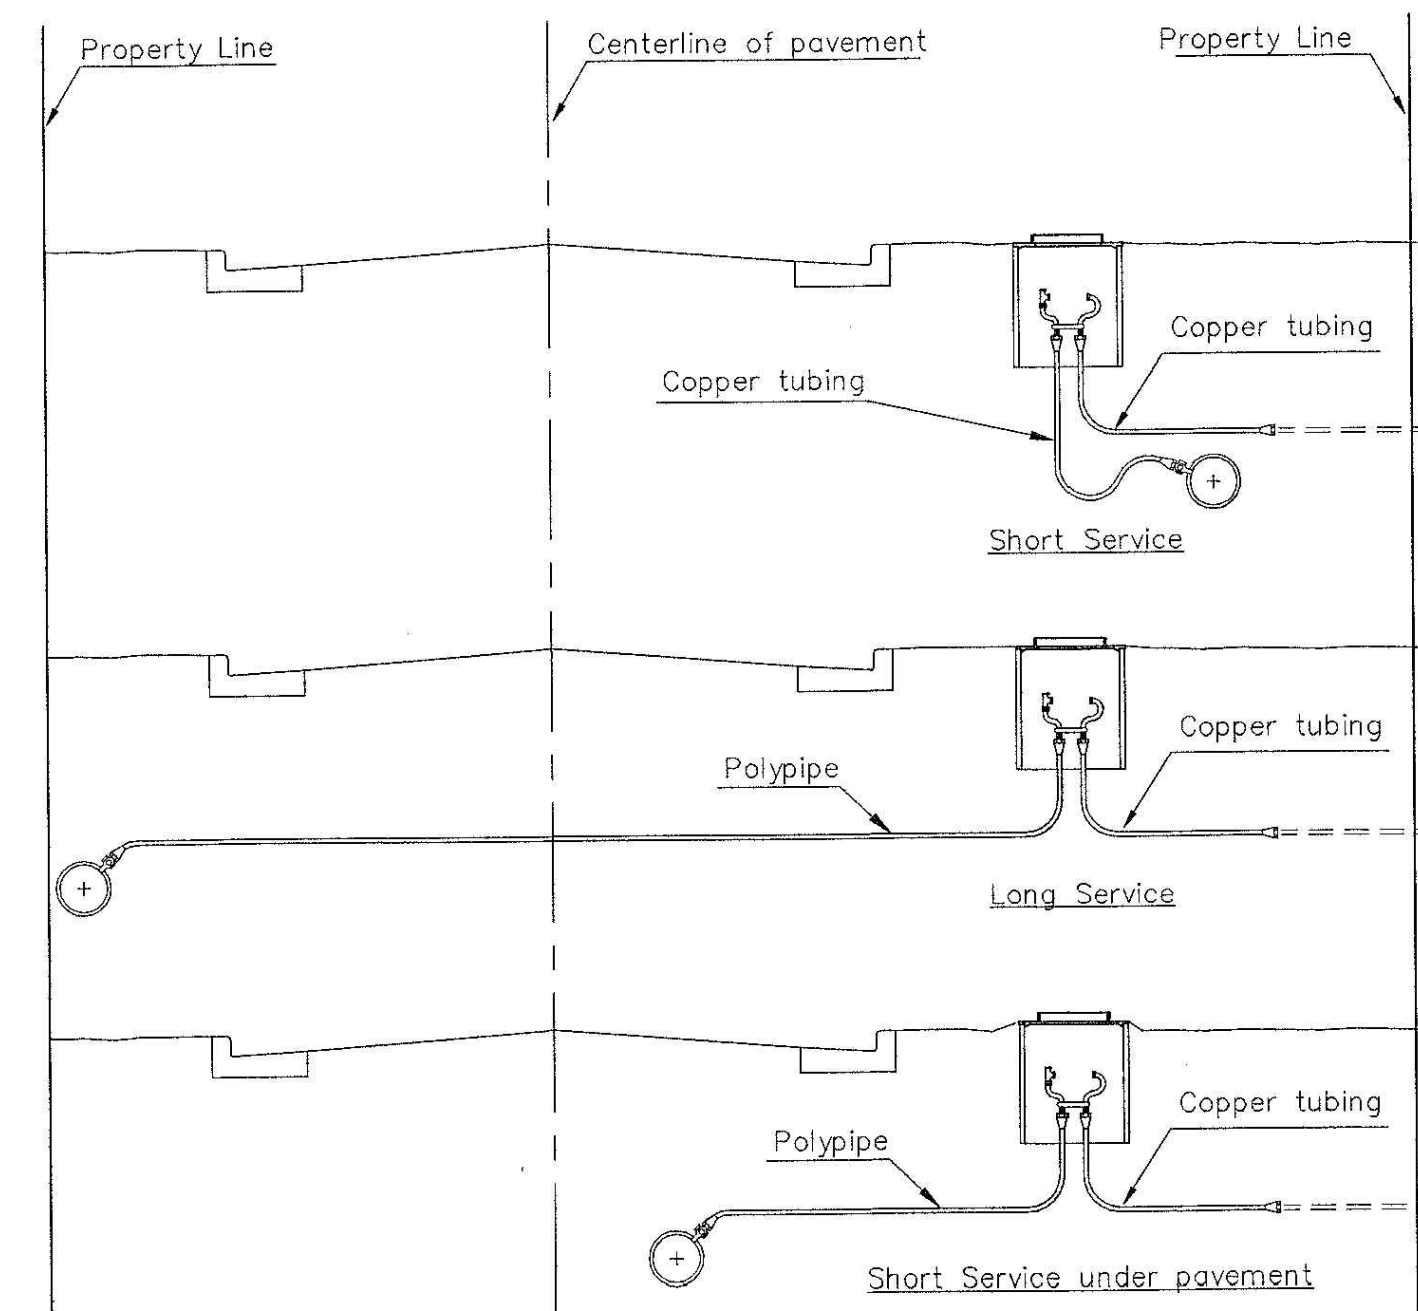 Property Line
Centerline of pavement
Property Line
Copper tubing
Copper tubing
Short Service
Copper tubing
Polypipe
Long Service
Copper tubing
Polypipe
Short Service under pavement